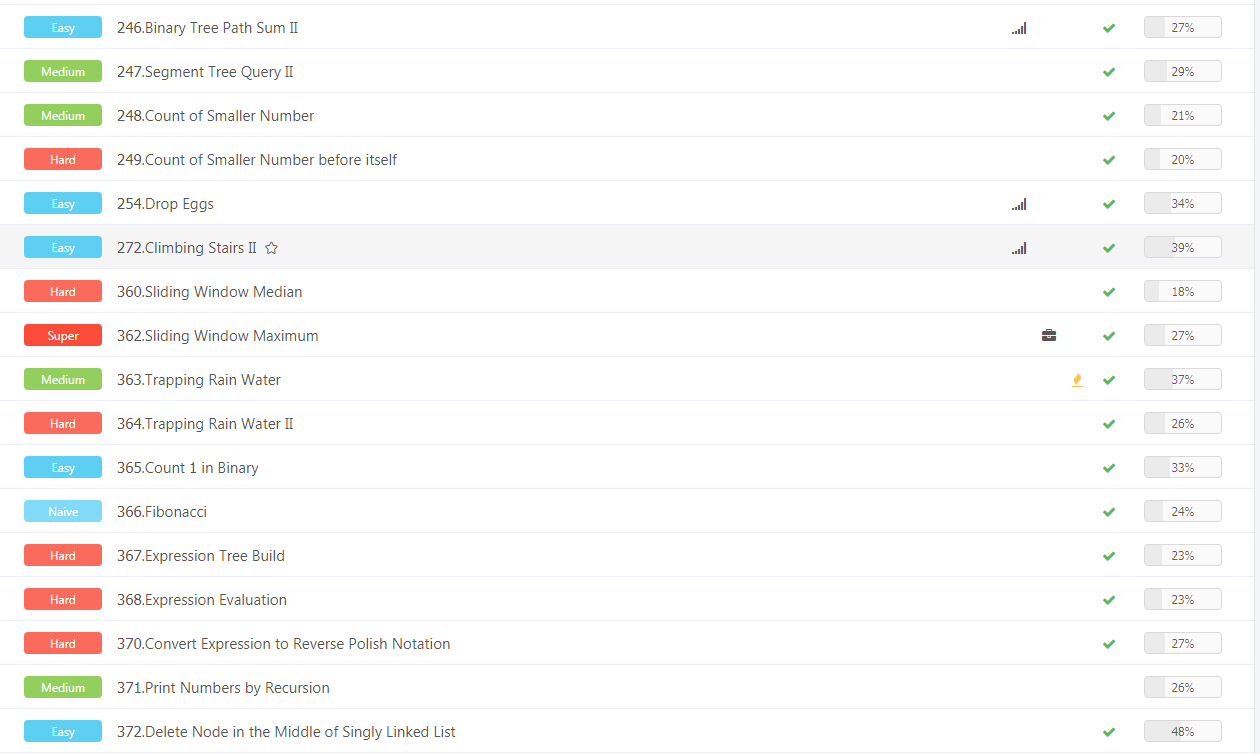 Easy 246.Binary Tree Path Sum II 27%
Medium 247.Segment Tree Query II 29%
Medium 248.Count of Smaller Number 21%
Hard 249.Count of Smaller Number before itself 20%
Easy 254.Drop Eggs 34%
Easy 272.Climbing Stairs II 39%
Hard 360.Sliding Window Median 18%
Super 362.Sliding Window Maximum 27%
Medium 363.Trapping Rain Water 37%
Hard 364.Trapping Rain Water II 26%
Easy 365.Count 1 in Binary 33%
Naive 366.Fibonacci 24%
Hard 367.Expression Tree Build 23%
Hard 368.Expression Evaluation 23%
Hard 370.Convert Expression to Reverse Polish Notation 27%
Medium 371.Print Numbers by Recursion 26%
Easy 372.Delete Node in the Middle of Singly Linked List 48%